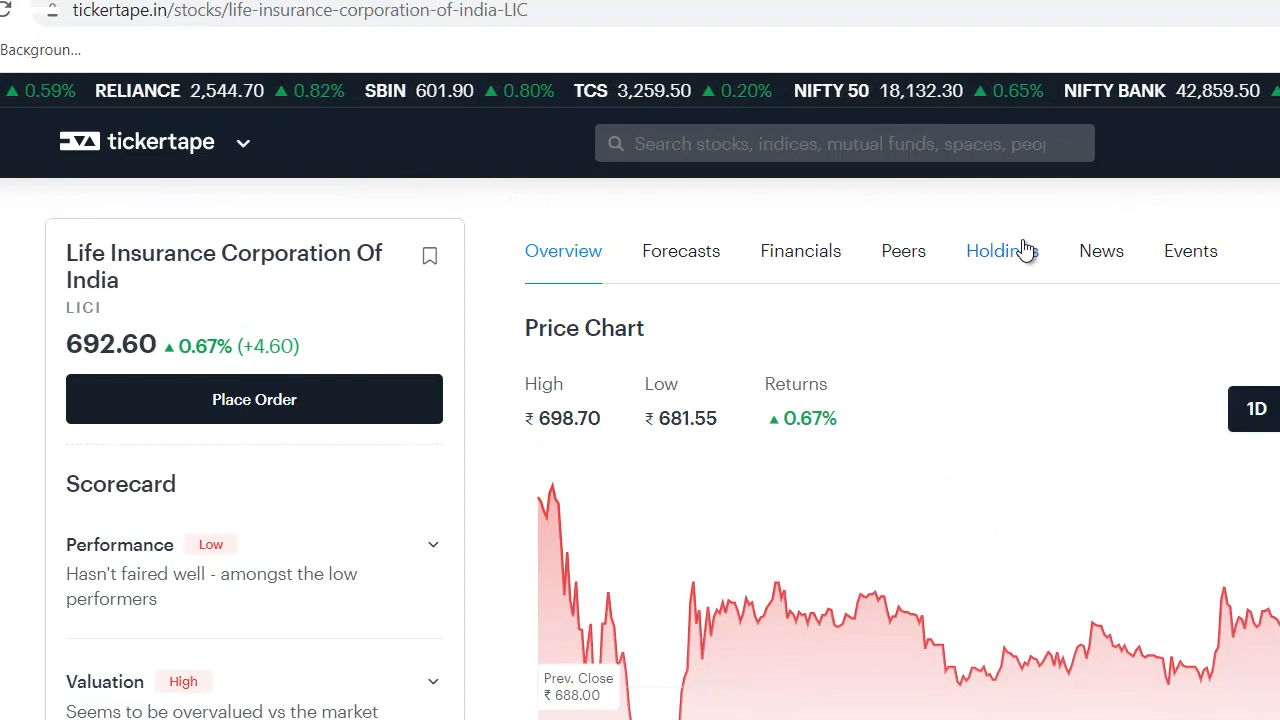 tickertape.in/stocks/life-insurance-corporation-of-india-LIC
Backgroun...
▲ 0.59% RELIANCE 2,544.70 ▲ 0.82% SBIN 601.90 ▲ 0.80% TCS 3,259.50 ▲ 0.20% NIFTY 50 18,132.30 ▲ 0.65% NIFTY BANK 42,859.50
tickertape
Search stocks, indices, mutual funds, spaces,
Life Insurance Corporation Of
India
LICI
692.60 ▲ 0.67% (+4.60)
Place Order
Scorecard
Performance Low
Hasn't faired well - amongst the low
performers
Valuation High
Seems to be overvalued vs the market
Overview Forecasts Financials Peers Holdings News Events
Price Chart
High Low Returns
₹ 698.70 ₹ 681.55 ▲ 0.67%
1D
Prev. Close
₹ 688.00